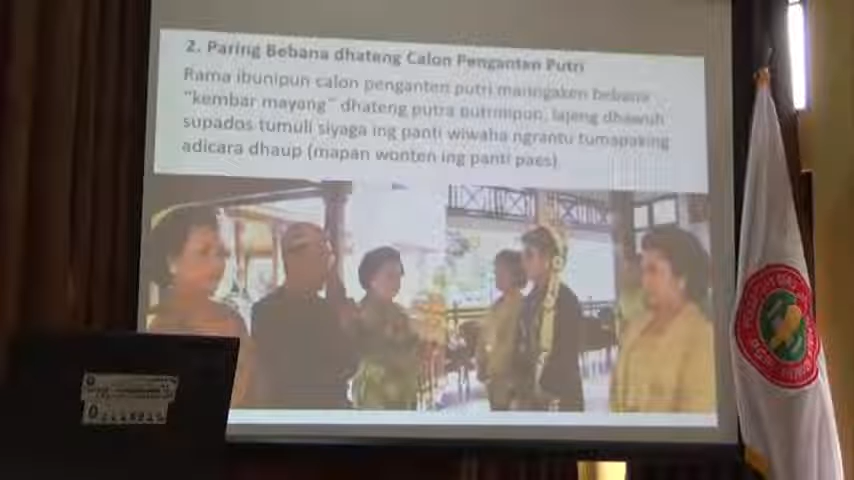 2. Paring Bebana dhateng Calon Penganten Putri
Rama ibunipun calon penganten putri maringaken bebana
"kembar mayang" dhateng putra putrinipun, lajeng dhawuh
supados tumuli siyaga ing panti wiwaha ngrantu tumapaking
adicara dhaup (mapan wonten ing panti paes)